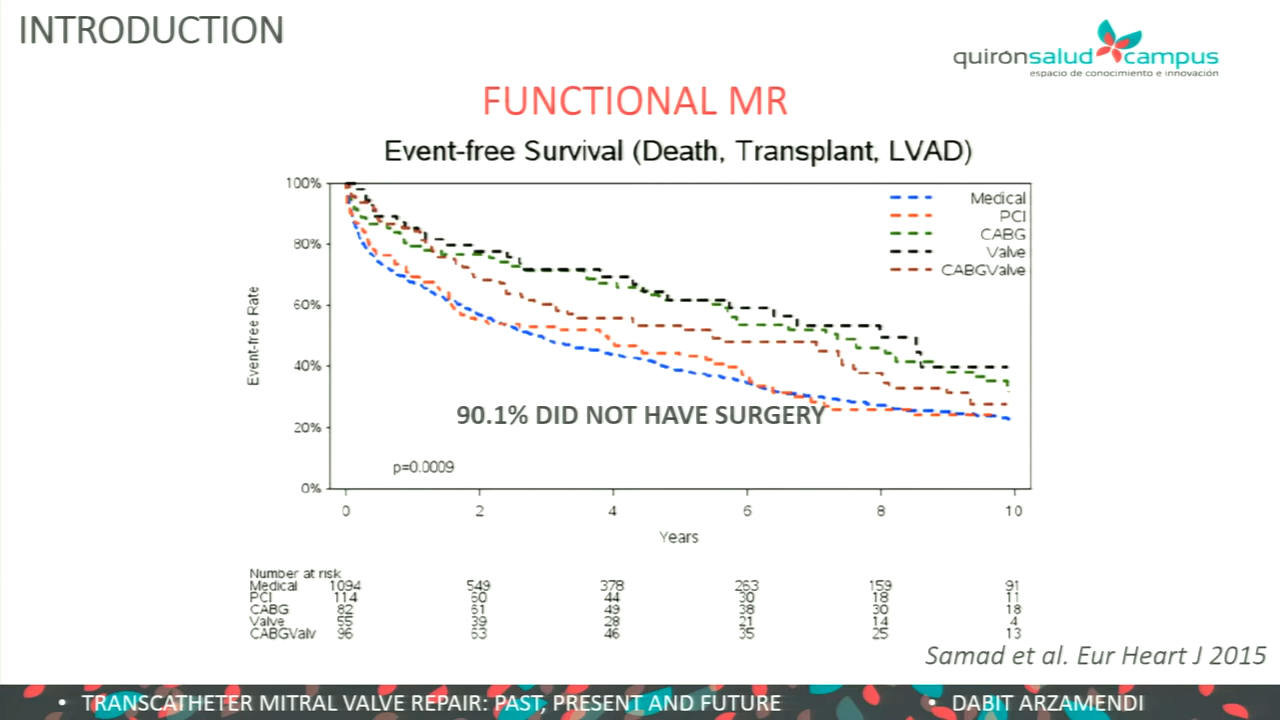 INTRODUCTION
quirónsalud campus
espacio de conocimiento e innovación
FUNCTIONAL MR
Event-free Survival (Death, Transplant, LVAD)
Event-free Rate
100%
80%
60%
40%
20%
0%
Medical
PCI
CABG
Valve
CABGValve
90.1% DID NOT HAVE SURGERY
p=0.0009
0 2 4 6 8 10
Years
Number at risk
Medical 1094 549 378 263 159 91
PCI 114 60 44 30 18 11
CABG 82 61 49 38 30 18
Valve 55 39 28 21 14 4
CABGValv 96 63 46 35 25 13
Samad et al. Eur Heart J 2015
• TRANSCATHETER MITRAL VALVE REPAIR: PAST, PRESENT AND FUTURE • DABIT ARZAMENDI